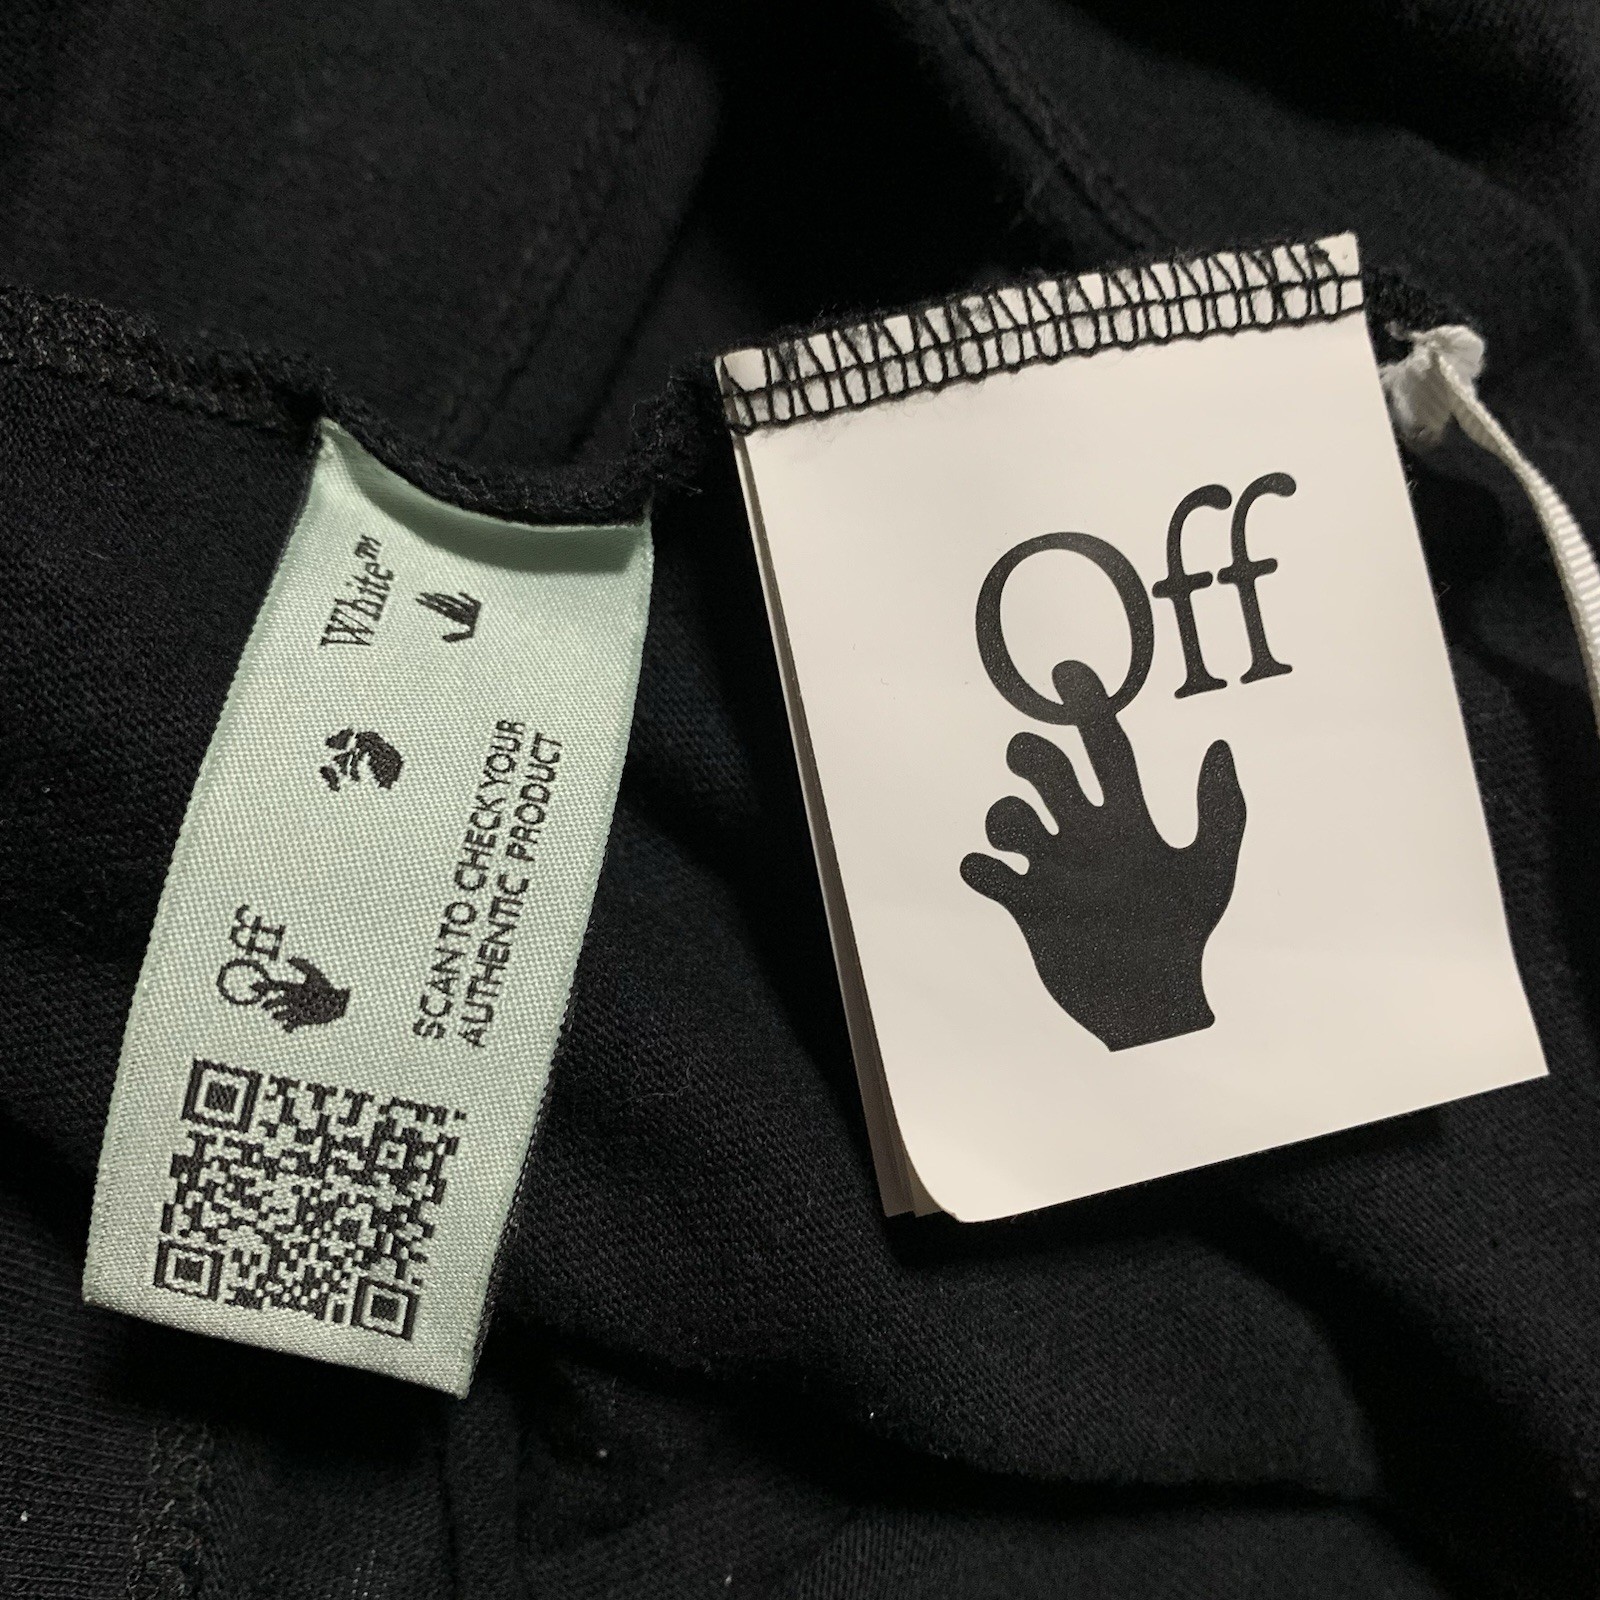 Off
White™
SCAN TO CHECK YOUR
AUTHENTIC PRODUCT
Off